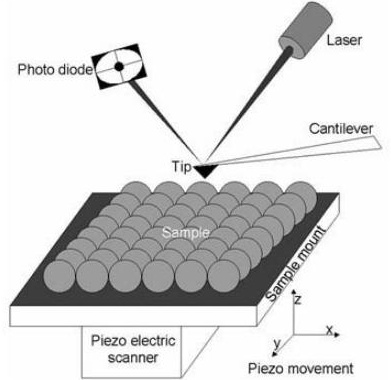 Laser
Photo diode
Cantilever
Tip
Sample
Sample mount
z
x
y
Piezo electric
scanner
Piezo movement